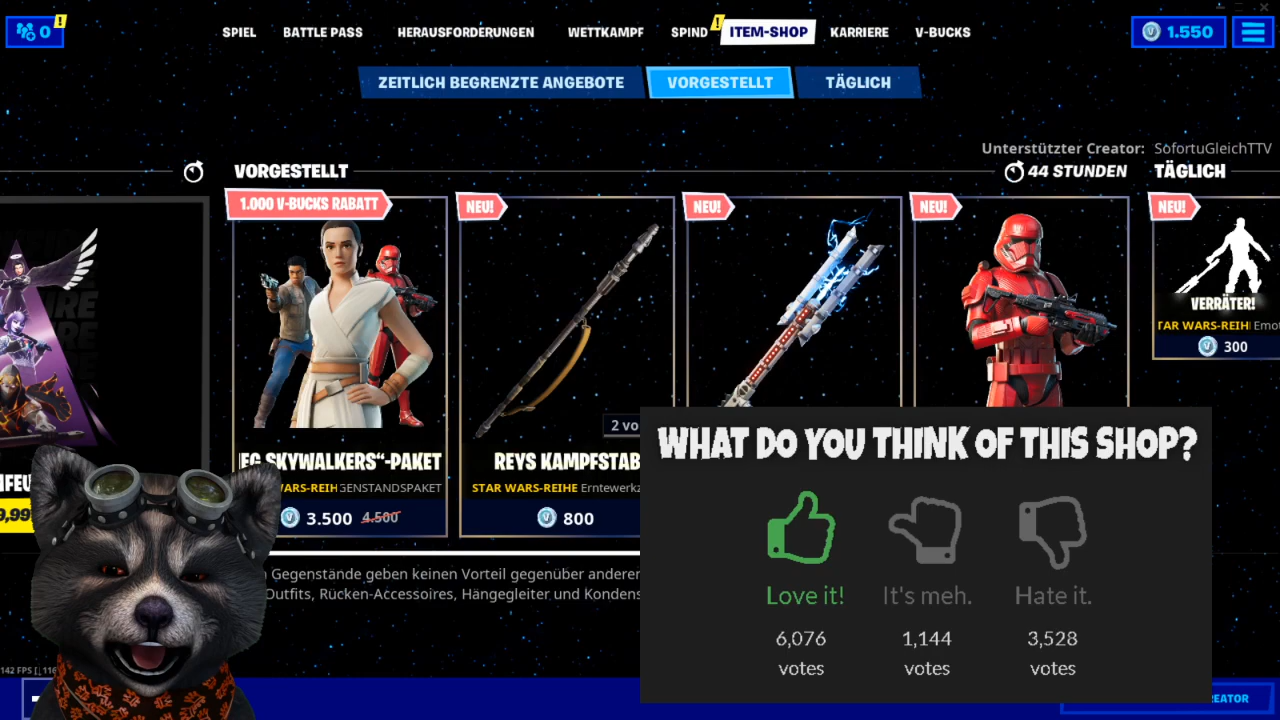 0
SPIEL
BATTLE PASS
HERAUSFORDERUNGEN
WETTKAMPF
SPIND
ITEM-SHOP
KARRIERE
V-BUCKS
1.550
ZEITLICH BEGRENZTE ANGEBOTE
VORGESTELLT
TÄGLICH
Unterstützter Creator: SofortuGleichTTV
VORGESTELLT
44 STUNDEN
TÄGLICH
1.000 V-BUCKS RABATT
NEU!
NEU!
NEU!
NEU!
VERRÄTER!
TAR WARS-REIH Emot
300
2 vo
EG SKYWALKERS“-PAKET
WARS-REIH GENSTANDSPAKET
3.500 4.500
REYS KAMPFSTAB
STAR WARS-REIHE Erntewerkz
800
9,99
Gegenstände geben keinen Vorteil gegenüber anderen
Outfits, Rücken-Accessoires, Hängegleiter und Kondens
WHAT DO YOU THINK OF THIS SHOP?
Love it!
It's meh.
Hate it.
6,076
votes
1,144
votes
3,528
votes
142 FPS
REATOR